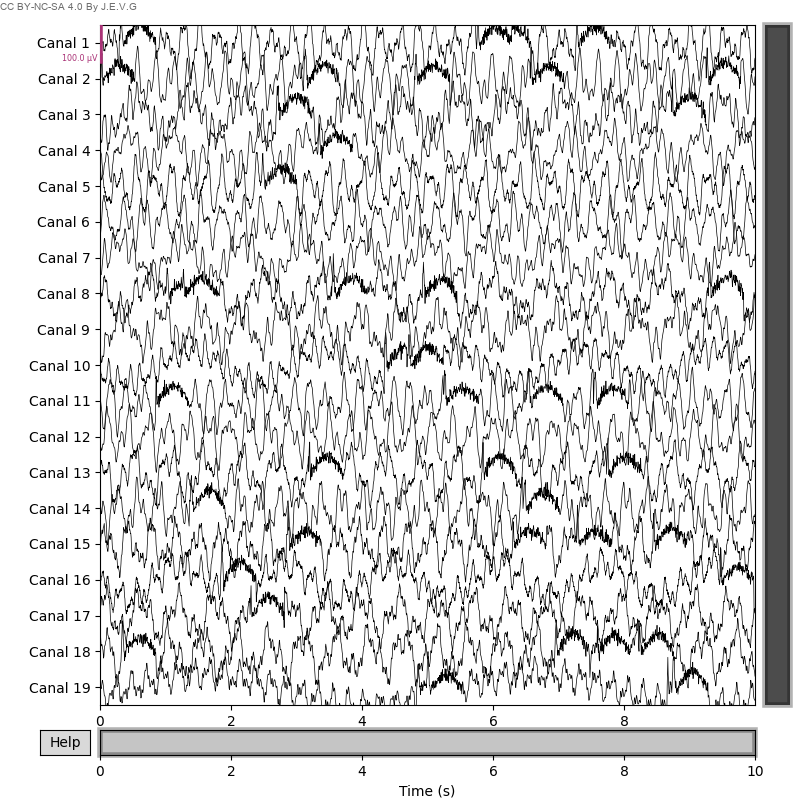 CC BY-NC-SA 4.0 By J.E.V.G
Canal 1
100.0 µV
Canal 2
Canal 3
Canal 4
Canal 5
Canal 6
Canal 7
Canal 8
Canal 9
Canal 10
Canal 11
Canal 12
Canal 13
Canal 14
Canal 15
Canal 16
Canal 17
Canal 18
Canal 19
0 2 4 6 8
Help
0 2 4 6 8 10
Time (s)